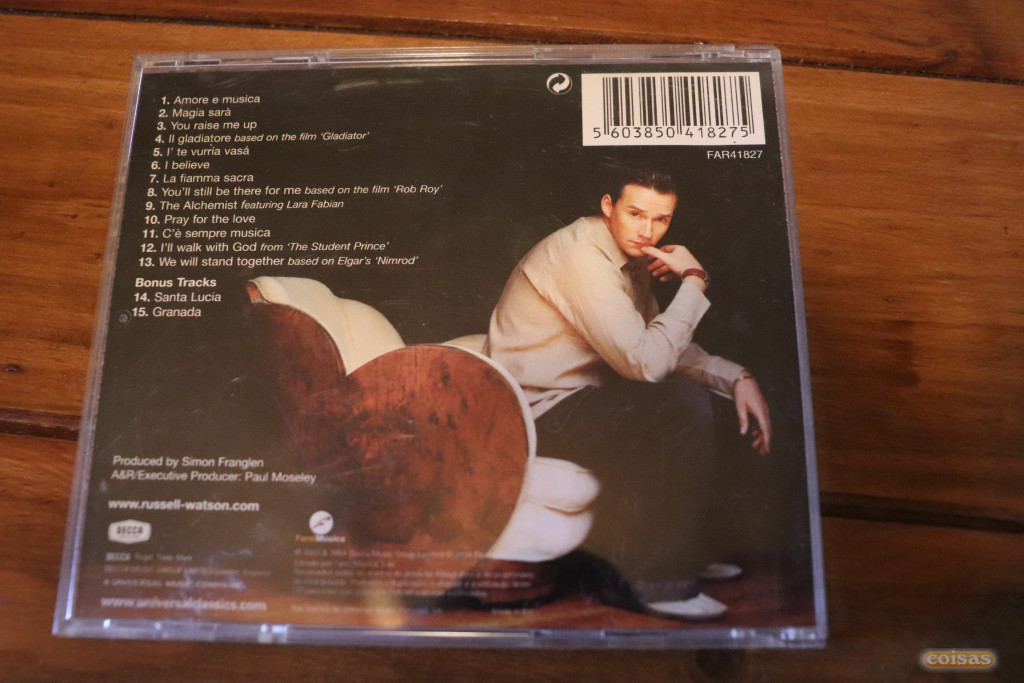 1. Amore e musica
2. Magia sarà
3. You raise me up
4. Il gladiatore based on the film 'Gladiator'
5. I' te vurria vasá
6. I believe
7. La fiamma sacra
8. You'll still be there for me based on the film 'Rob Roy'
9. The Alchemist featuring Lara Fabian
10. Pray for the love
11. C'è sempre musica
12. I'll walk with God from 'The Student Prince'
13. We will stand together based on Elgar's 'Nimrod'
Bonus Tracks
14. Santa Lucia
15. Granada
5 603850 418275
FAR41827
Produced by Simon Franglen
A&R/Executive Producer: Paul Moseley
www.russell-watson.com
DECCA
FarolMusica
DECCA
www.universalclassics.com
coisas